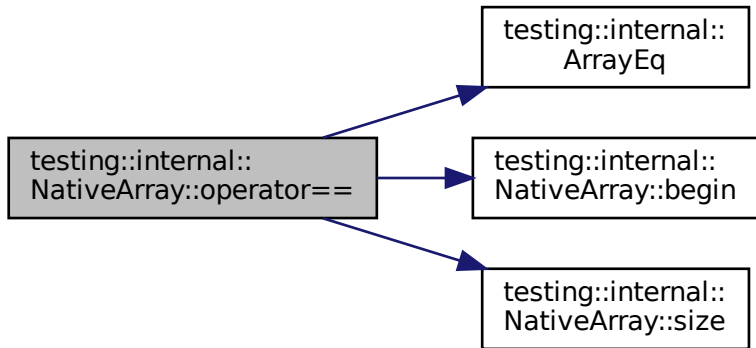 testing::internal::
ArrayEq
testing::internal::
NativeArray::operator==
testing::internal::
NativeArray::begin
testing::internal::
NativeArray::size